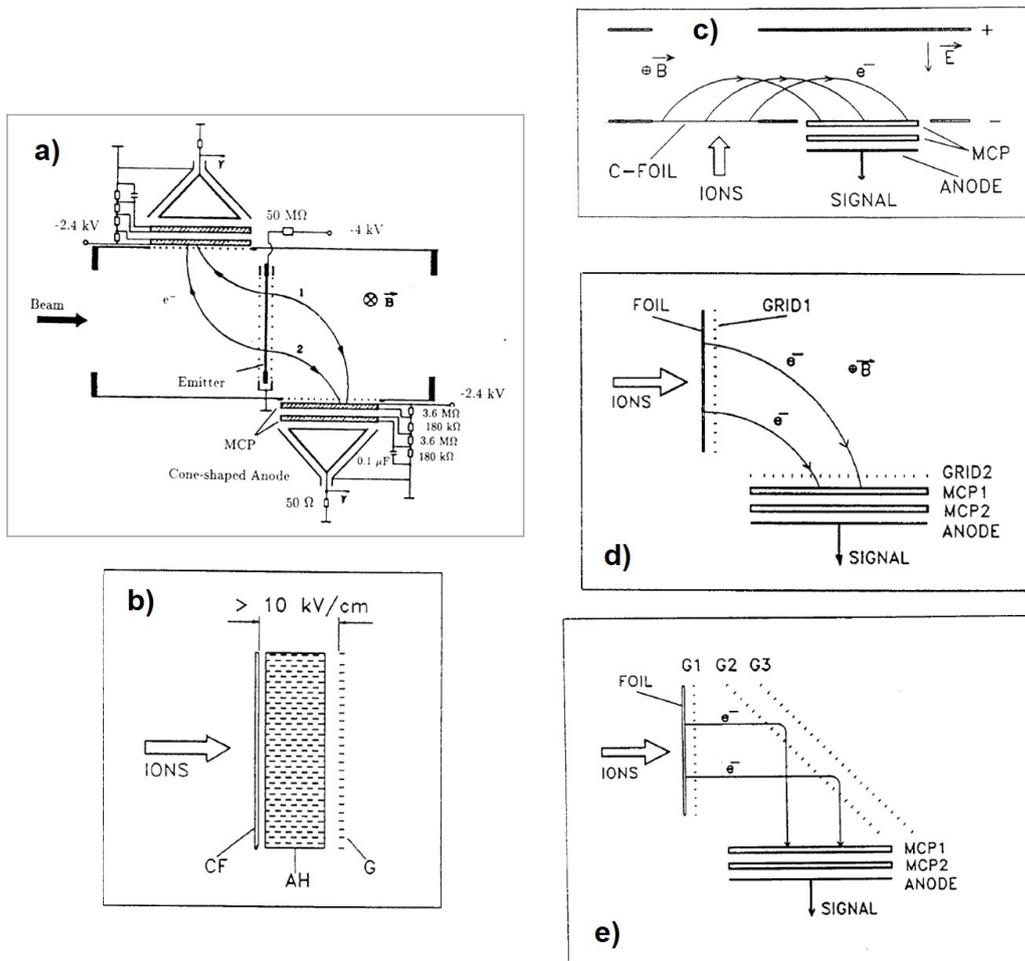 a)
γ
-2.4 kV
50 MΩ
-4 kV
e⁻
1
⊗ B⃗
Beam
2
Emitter
-2.4 kV
MCP
3.6 MΩ
180 kΩ
3.6 MΩ
180 kΩ
0.1 μF
Cone-shaped Anode
50 Ω
γ
b)
> 10 kV/cm
IONS
CF
AH
G
c)
+
⊕ B⃗
e⁻
E⃗
−
MCP
C-FOIL
IONS
SIGNAL
ANODE
FOIL
GRID1
e⁻
⊕ B⃗
IONS
e⁻
GRID2
MCP1
MCP2
ANODE
SIGNAL
d)
G1 G2 G3
FOIL
e⁻
IONS
e⁻
MCP1
MCP2
ANODE
SIGNAL
e)